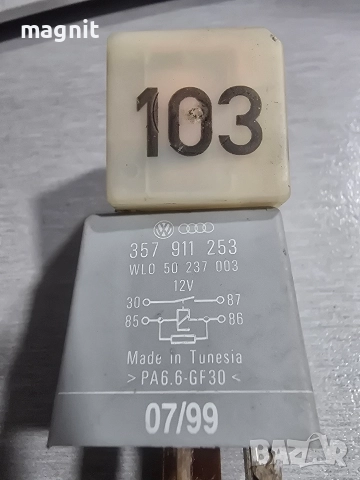 magnit
103
357 911 253
WLO 50 237 003
12V
30 87
85 86
Made in Tunesia
>PA6.6-GF30<
07/99
BAZAR